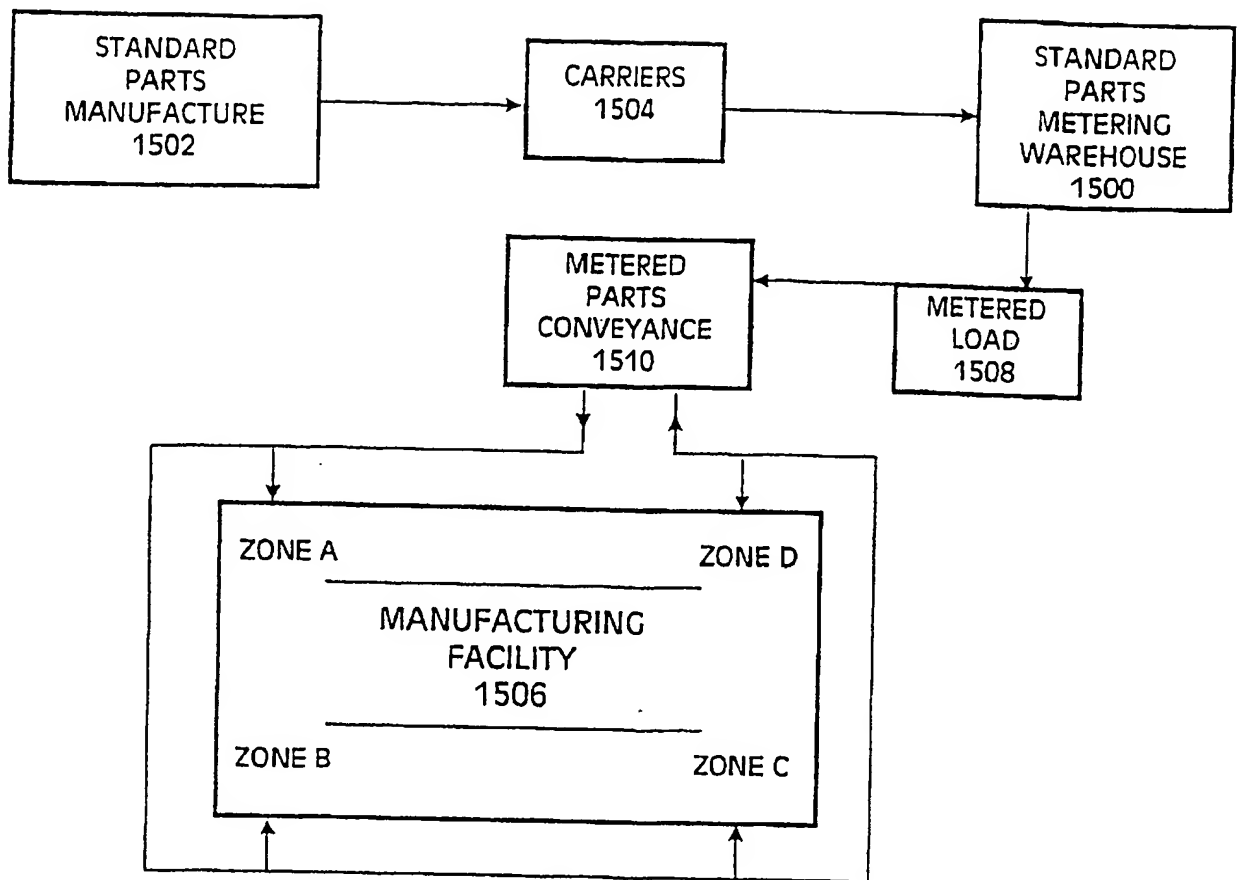 STANDARD
PARTS
MANUFACTURE
1502
CARRIERS
1504
STANDARD
PARTS
METERING
WAREHOUSE
1500
METERED
PARTS
CONVEYANCE
1510
METERED
LOAD
1508
ZONE A
ZONE D
MANUFACTURING
FACILITY
1506
ZONE B
ZONE C